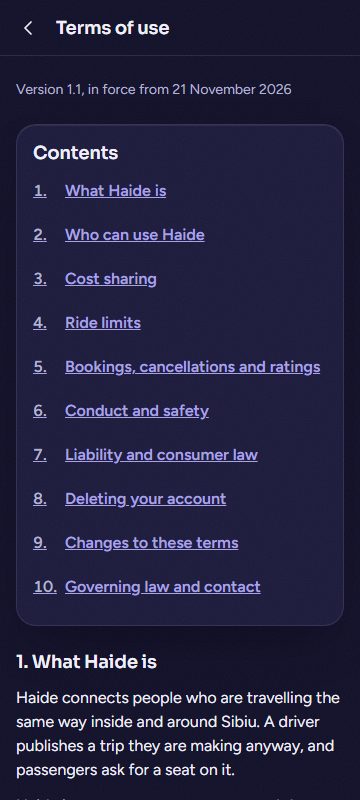 Terms of use
Version 1.1, in force from 21 November 2026
Contents
1. What Haide is
2. Who can use Haide
3. Cost sharing
4. Ride limits
5. Bookings, cancellations and ratings
6. Conduct and safety
7. Liability and consumer law
8. Deleting your account
9. Changes to these terms
10. Governing law and contact
1. What Haide is
Haide connects people who are travelling the
same way inside and around Sibiu. A driver
publishes a trip they are making anyway, and
passengers ask for a seat on it.